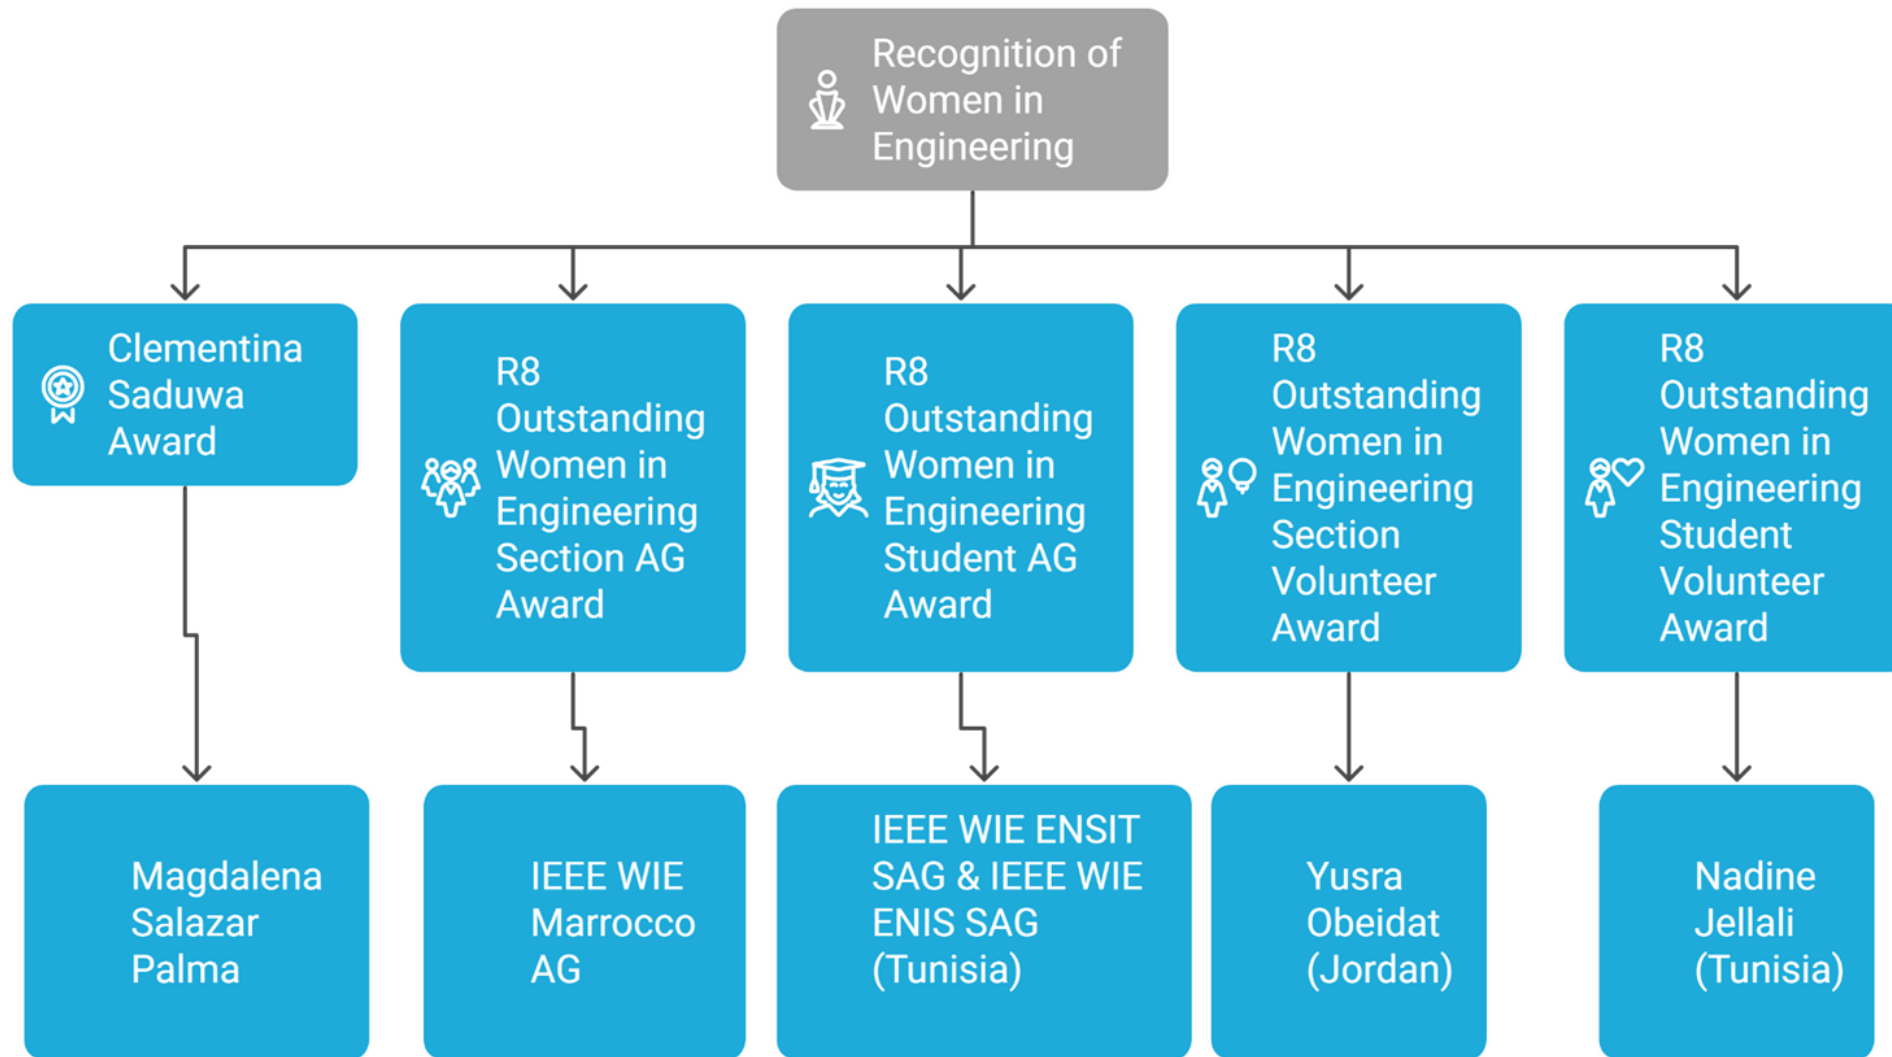 Recognition of
Women in
Engineering
Clementina
Saduwa
Award
R8
Outstanding
Women in
Engineering
Section AG
Award
R8
Outstanding
Women in
Engineering
Student AG
Award
R8
Outstanding
Women in
Engineering
Section
Volunteer
Award
R8
Outstanding
Women in
Engineering
Student
Volunteer
Award
Magdalena
Salazar
Palma
IEEE WIE
Marrocco
AG
IEEE WIE ENSIT
SAG & IEEE WIE
ENIS SAG
(Tunisia)
Yusra
Obeidat
(Jordan)
Nadine
Jellali
(Tunisia)